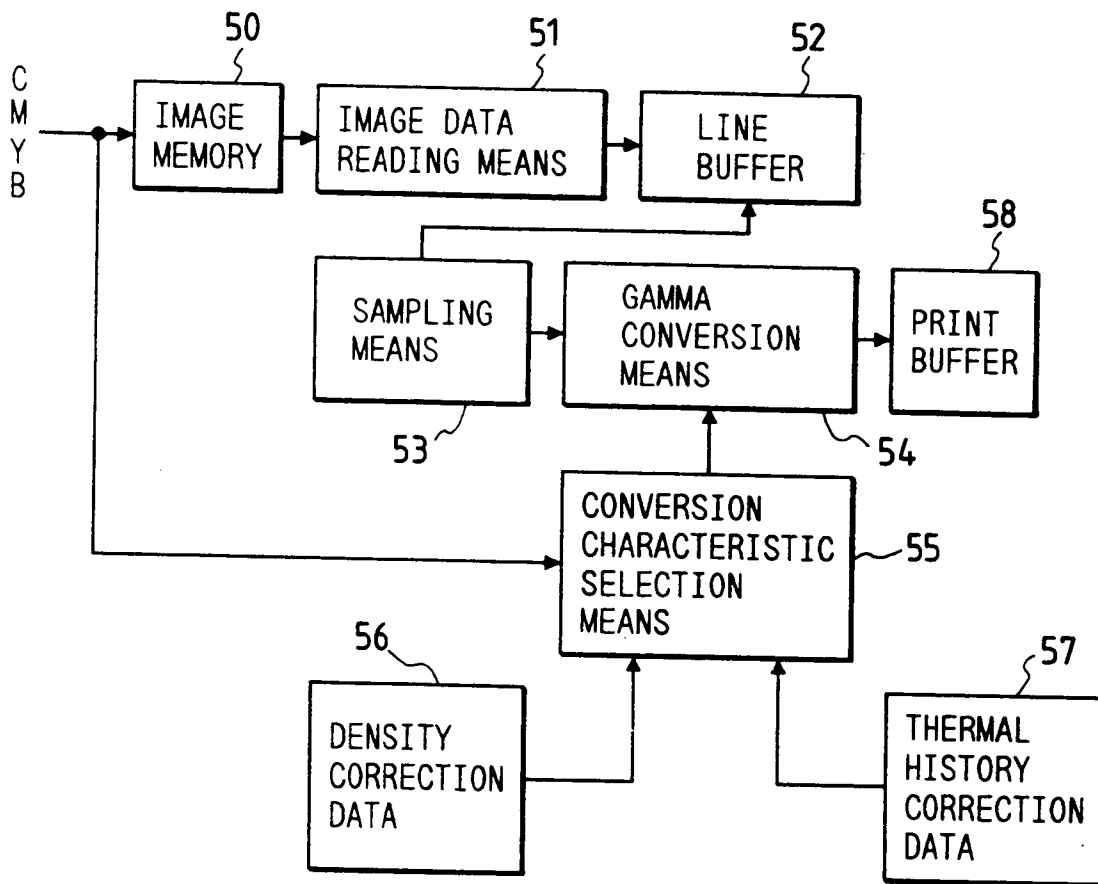 50
51
52
C
M
Y
B
IMAGE
MEMORY
IMAGE DATA
READING MEANS
LINE
BUFFER
58
SAMPLING
MEANS
GAMMA
CONVERSION
MEANS
PRINT
BUFFER
53
54
CONVERSION
CHARACTERISTIC
SELECTION
MEANS
55
56
57
DENSITY
CORRECTION
DATA
THERMAL
HISTORY
CORRECTION
DATA